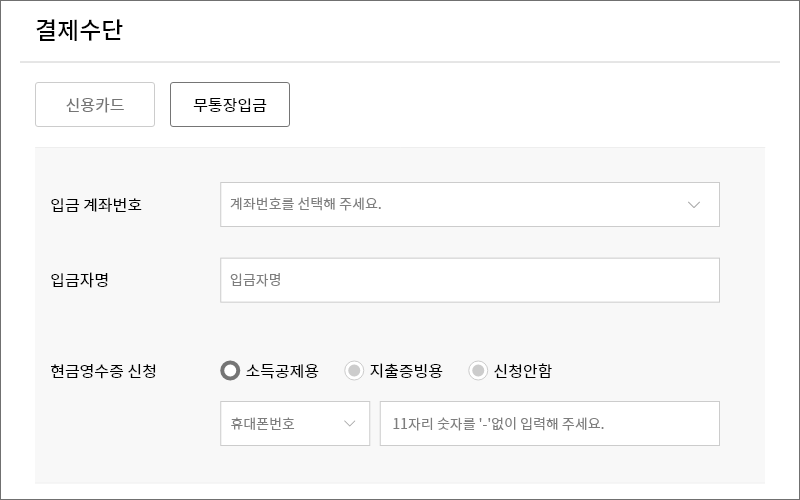 결제수단
신용카드 무통장입금
입금 계좌번호 계좌번호를 선택해 주세요.
입금자명 입금자명
현금영수증 신청 소득공제용 지출증빙용 신청안함
휴대폰번호 11자리 숫자를 '-'없이 입력해 주세요.